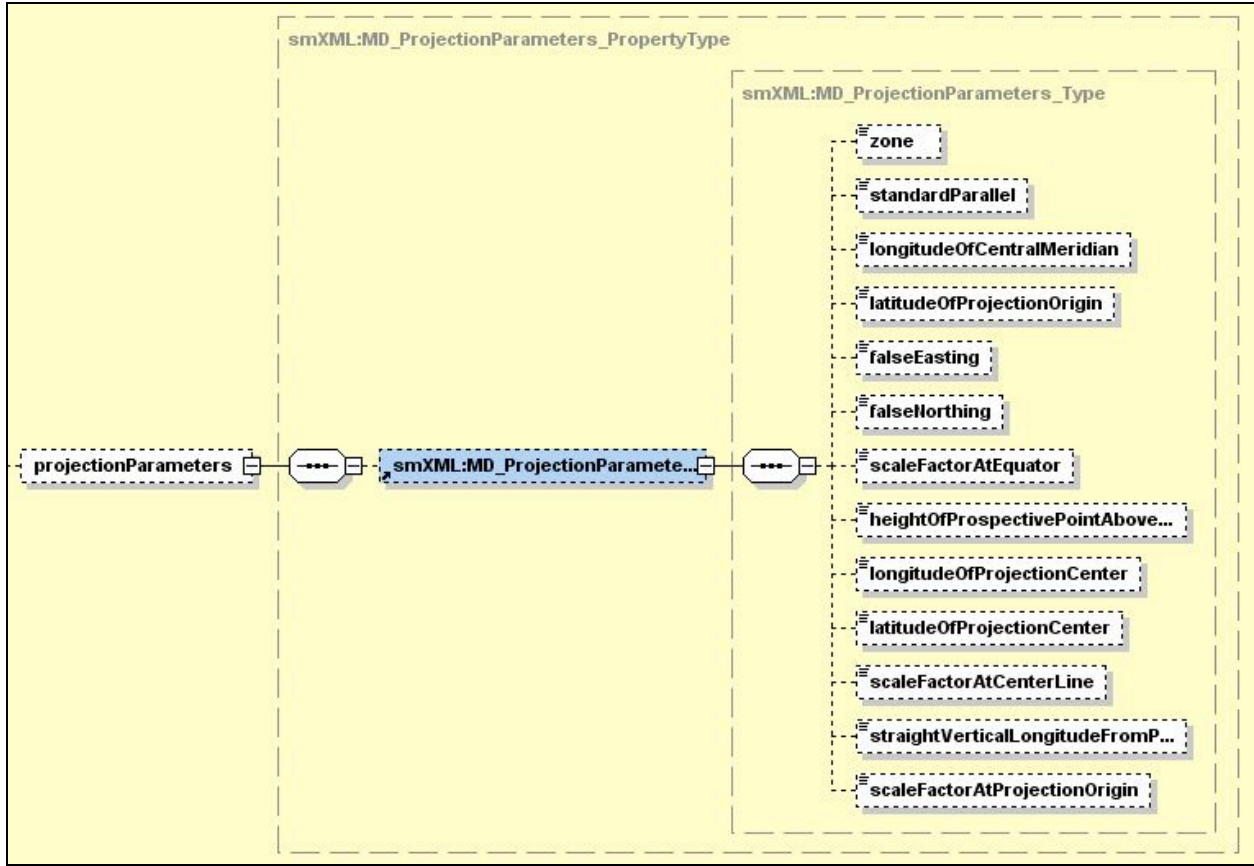 smXML:MD_ProjectionParameters_PropertyType
smXML:MD_ProjectionParameters_Type
zone
standardParallel
longitudeOfCentralMeridian
latitudeOfProjectionOrigin
falseEasting
falseNorthing
projectionParameters
smXML:MD_ProjectionParamete...
scaleFactorAtEquator
heightOfProspectivePointAbove...
longitudeOfProjectionCenter
latitudeOfProjectionCenter
scaleFactorAtCenterLine
straightVerticalLongitudeFromP...
scaleFactorAtProjectionOrigin